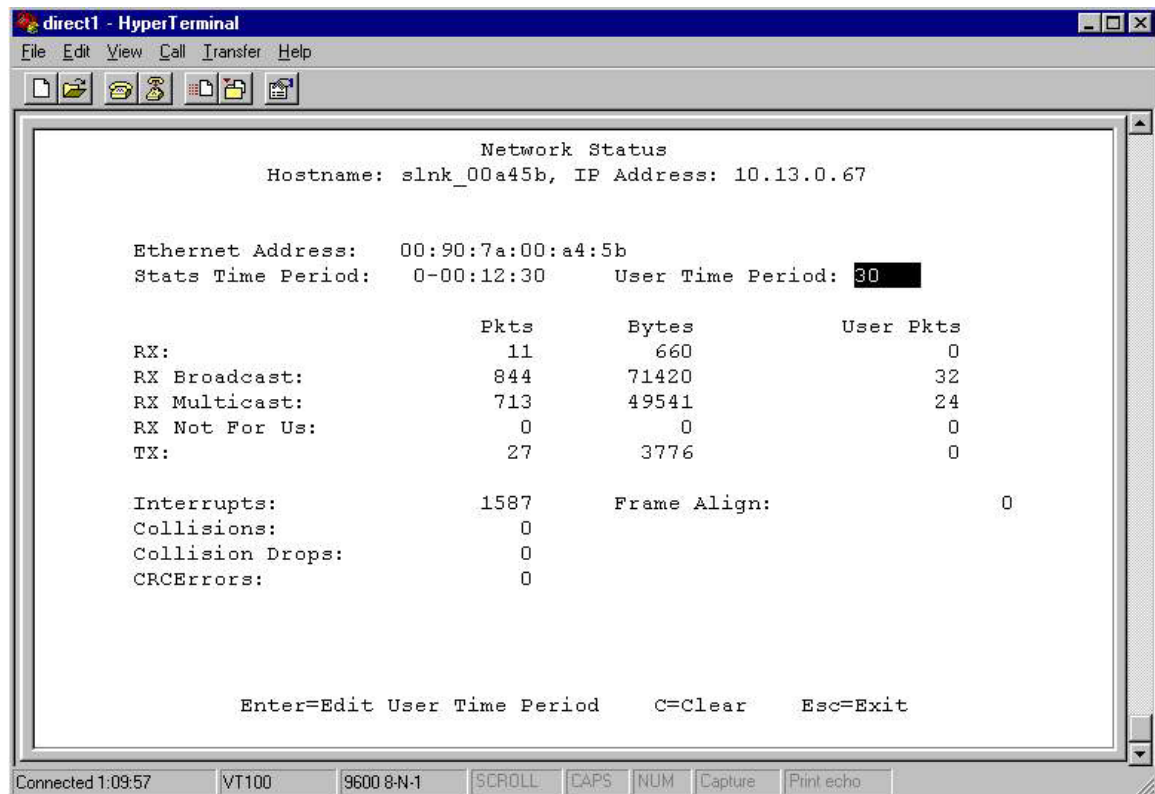 direct1 - HyperTerminal
File Edit View Call Transfer Help
Network Status
Hostname: slnk_00a45b, IP Address: 10.13.0.67
Ethernet Address: 00:90:7a:00:a4:5b
Stats Time Period: 0-00:12:30 User Time Period: 30
Pkts Bytes User Pkts
RX: 11 660 0
RX Broadcast: 844 71420 32
RX Multicast: 713 49541 24
RX Not For Us: 0 0 0
TX: 27 3776 0
Interrupts: 1587 Frame Align: 0
Collisions: 0
Collision Drops: 0
CRCErrors: 0
Enter=Edit User Time Period C=Clear Esc=Exit
Connected 1:09:57 VT100 9600 8-N-1 SCROLL CAPS NUM Capture Print echo